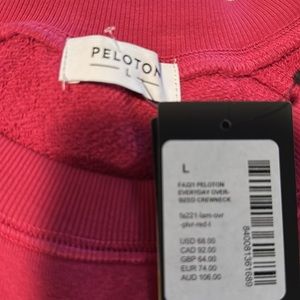 PELOTON
L
L
FA221 PELOTON
EVERYDAY OVER-
SIZED CREWNECK
fa221-lam-ovr
-pivr-red-l
USD 68.00
CAD 92.00
GBP 54.00
EUR 74.00
AUD 106.00
840081361689